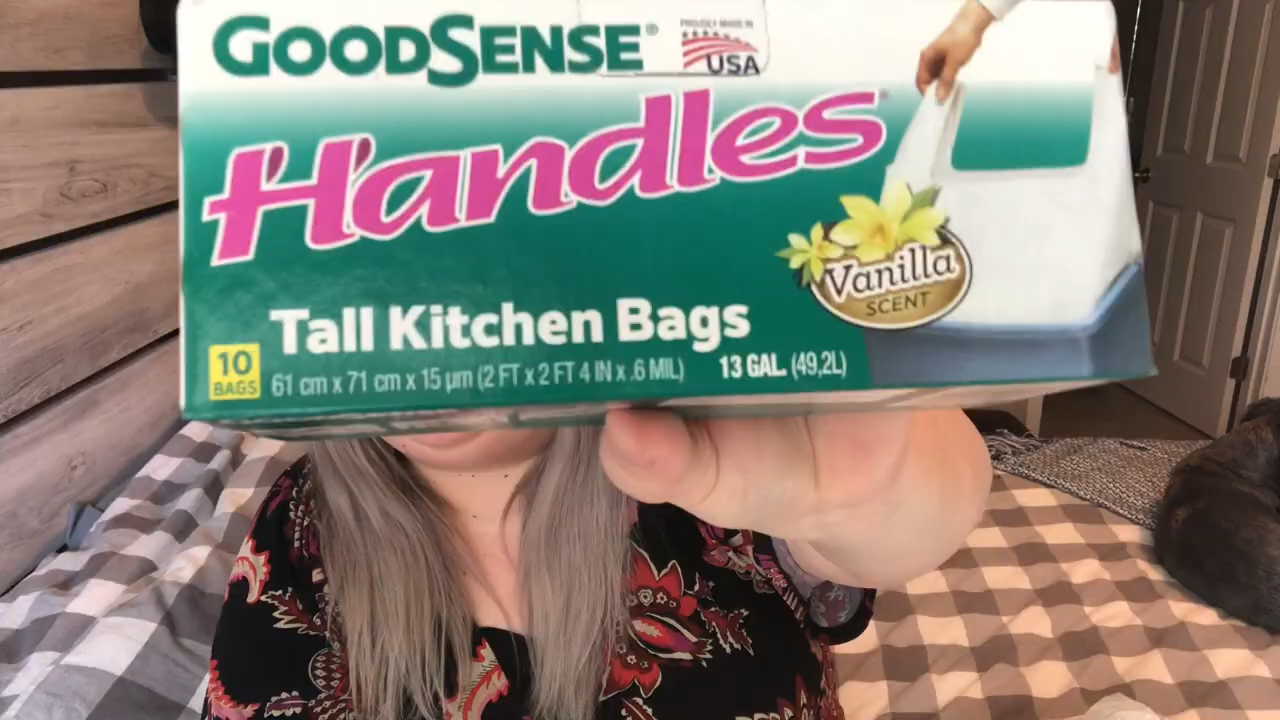 GOODSENSE®
PROUDLY MADE IN
USA
Handles®
Vanilla
SCENT
Tall Kitchen Bags
10
BAGS
61 cm x 71 cm x 15 µm (2 FT x 2 FT 4 IN x .6 MIL)
13 GAL. (49,2L)